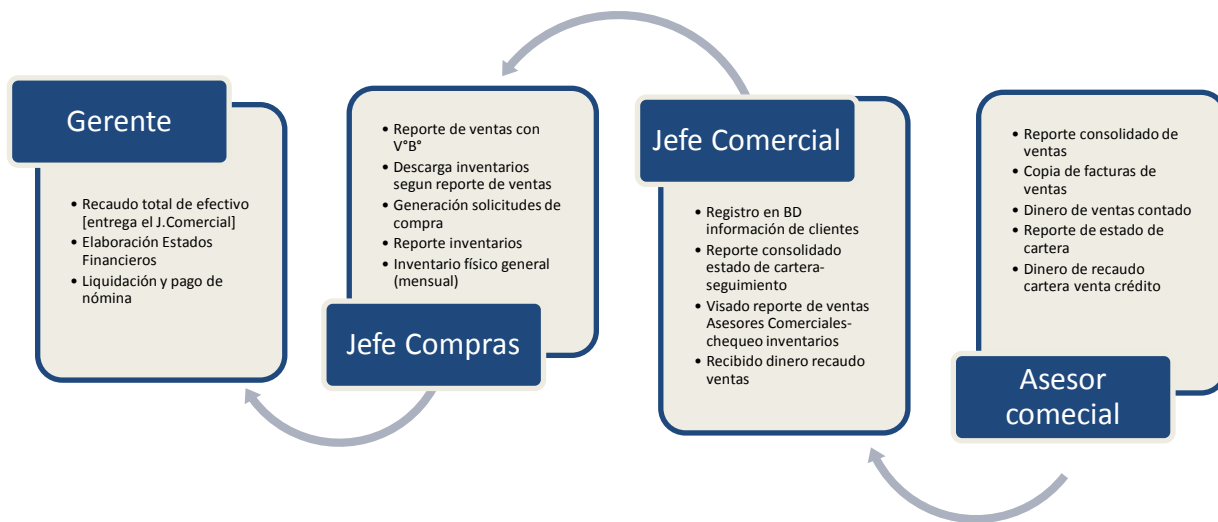 Gerente
• Recaudo total de efectivo
[entrega el J.Comercial]
• Elaboración Estados
Financieros
• Liquidación y pago de
nómina
• Reporte de ventas con
V°B°
• Descarga inventarios
segun reporte de ventas
• Generación solicitudes de
compra
• Reporte inventarios
• Inventario físico general
(mensual)
Jefe Compras
Jefe Comercial
• Registro en BD
información de clientes
• Reporte consolidado
estado de cartera-
seguimiento
• Visado reporte de ventas
Asesores Comerciales-
chequeo inventarios
• Recibido dinero recaudo
ventas
• Reporte consolidado de
ventas
• Copia de facturas de
ventas
• Dinero de ventas contado
• Reporte de estado de
cartera
• Dinero de recaudo
cartera venta crédito
Asesor
comecial